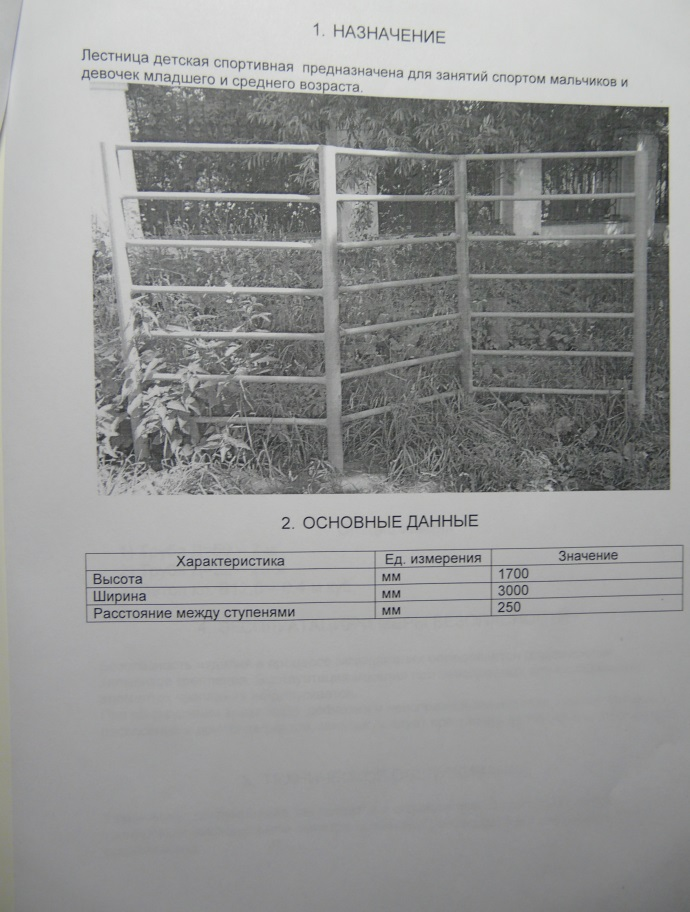 1. НАЗНАЧЕНИЕ
Лестница детская спортивная предназначена для занятий спортом мальчиков и
девочек младшего и среднего возраста.
2. ОСНОВНЫЕ ДАННЫЕ
Характеристика Ед. измерения Значение
Высота мм 1700
Ширина мм 3000
Расстояние между ступенями мм 250